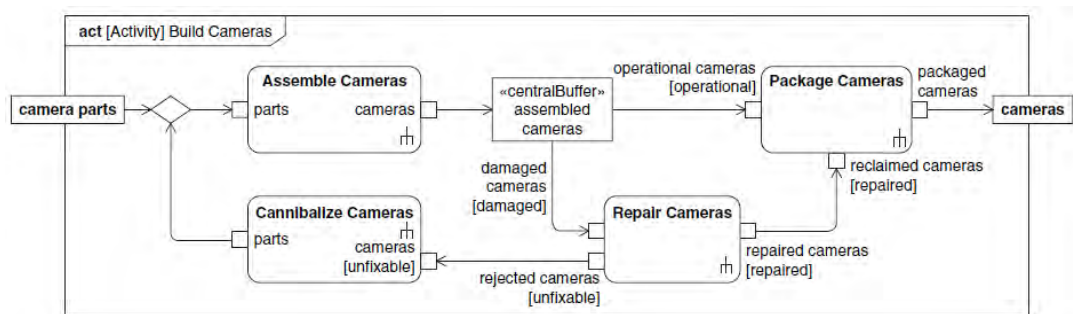 act [Activity] Build Cameras
camera parts
Assemble Cameras
parts
cameras
«centralBuffer»
assembled
cameras
operational cameras
[operational]
Package Cameras
packaged
cameras
cameras
damaged
cameras
[damaged]
reclaimed cameras
[repaired]
Cannibalize Cameras
parts
cameras
[unfixable]
Repair Cameras
repaired cameras
[repaired]
rejected cameras
[unfixable]